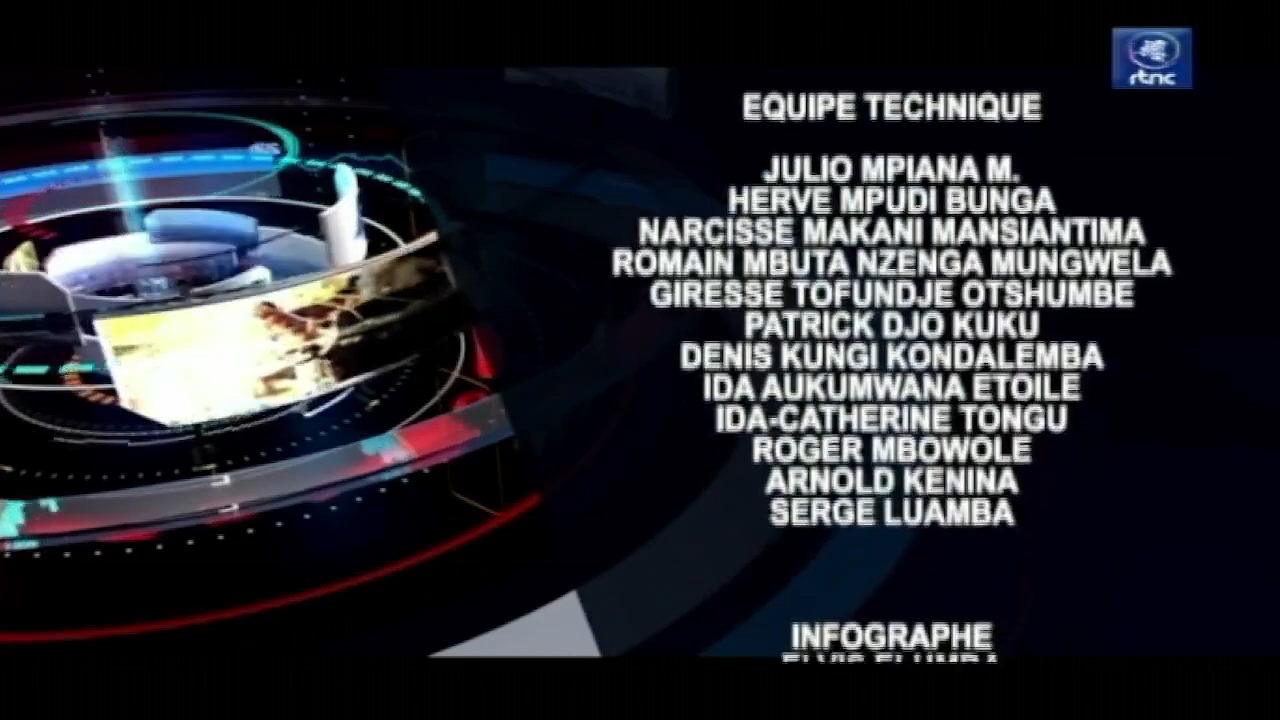 rtnc
EQUIPE TECHNIQUE
JULIO MPIANA M.
HERVE MPUDI BUNGA
NARCISSE MAKANI MANSIANTIMA
ROMAIN MBUTA NZENGA MUNGWELA
GIRESSE TOFUNDJE OTSHUMBE
PATRICK DJO KUKU
DENIS KUNGI KONDALEMBA
IDA AUKUMWANA ETOILE
IDA-CATHERINE TONGU
ROGER MBOWOLE
ARNOLD KENINA
SERGE LUAMBA
INFOGRAPHE